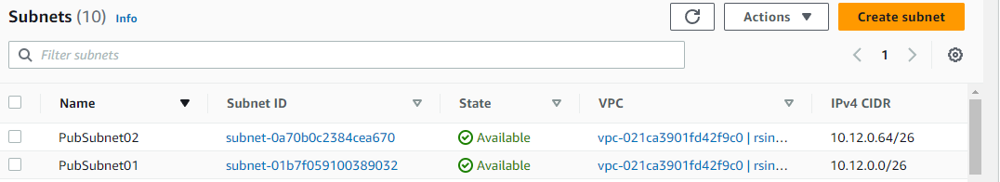 Subnets (10) Info Actions Create subnet
Filter subnets 1
Name Subnet ID State VPC IPv4 CIDR
PubSubnet02 subnet-0a70b0c2384cea670 Available vpc-021ca3901fd42f9c0 | rsin... 10.12.0.64/26
PubSubnet01 subnet-01b7f059100389032 Available vpc-021ca3901fd42f9c0 | rsin... 10.12.0.0/26